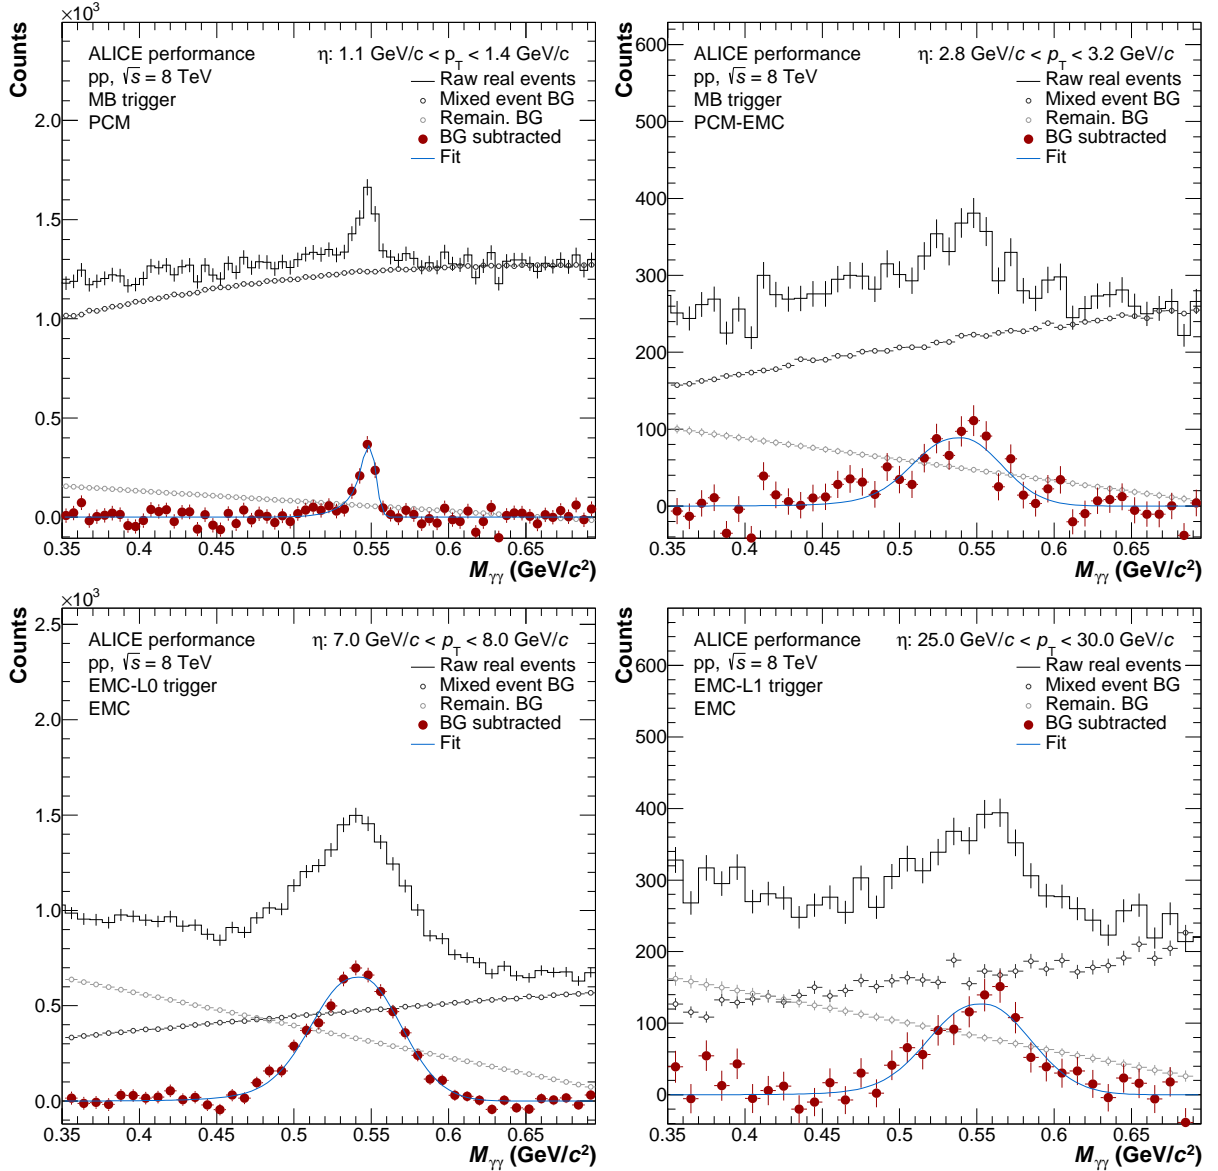 ×10³
Counts
ALICE performance
η: 1.1 GeV/c < p_T < 1.4 GeV/c
pp, √s = 8 TeV
MB trigger
PCM
Raw real events
Mixed event BG
Remain. BG
BG subtracted
Fit
2.0
1.5
1.0
0.5
0.0
0.35 0.4 0.45 0.5 0.55 0.6 0.65
M_γγ (GeV/c²)
Counts
ALICE performance
η: 2.8 GeV/c < p_T < 3.2 GeV/c
pp, √s = 8 TeV
MB trigger
PCM-EMC
Raw real events
Mixed event BG
Remain. BG
BG subtracted
Fit
600
500
400
300
200
100
0
0.35 0.4 0.45 0.5 0.55 0.6 0.65
M_γγ (GeV/c²)
×10³
Counts
ALICE performance
η: 7.0 GeV/c < p_T < 8.0 GeV/c
pp, √s = 8 TeV
EMC-L0 trigger
EMC
Raw real events
Mixed event BG
Remain. BG
BG subtracted
Fit
2.5
2.0
1.5
1.0
0.5
0.0
0.35 0.4 0.45 0.5 0.55 0.6 0.65
M_γγ (GeV/c²)
Counts
ALICE performance
η: 25.0 GeV/c < p_T < 30.0 GeV/c
pp, √s = 8 TeV
EMC-L1 trigger
EMC
Raw real events
Mixed event BG
Remain. BG
BG subtracted
Fit
600
500
400
300
200
100
0
0.35 0.4 0.45 0.5 0.55 0.6 0.65
M_γγ (GeV/c²)